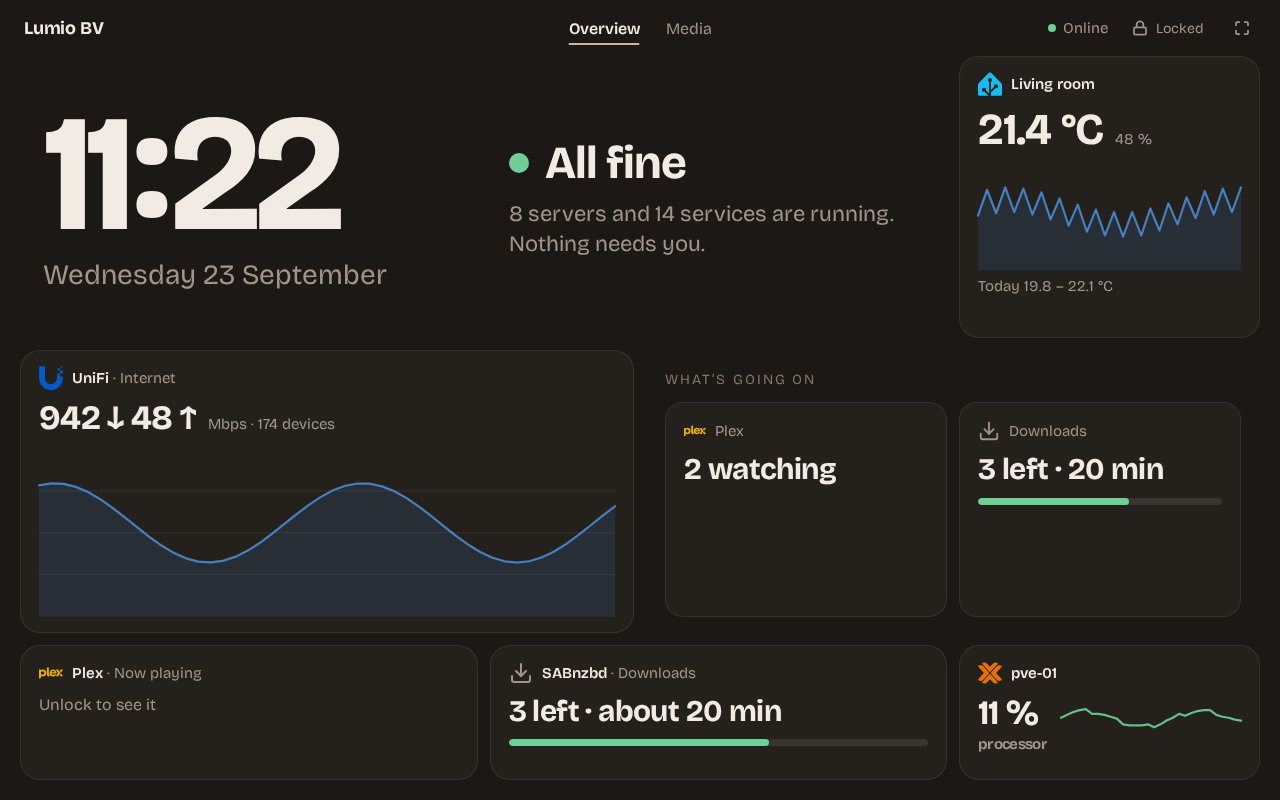 Lumio BV
Overview
Media
Online
Locked
11:22
Wednesday 23 September
All fine
8 servers and 14 services are running.
Nothing needs you.
Living room
21.4 °C 48 %
Today 19.8 – 22.1 °C
UniFi · Internet
942 ↓ 48 ↑ Mbps · 174 devices
WHAT'S GOING ON
plex Plex
2 watching
Downloads
3 left · 20 min
plex Plex · Now playing
Unlock to see it
SABnzbd · Downloads
3 left · about 20 min
pve-01
11 %
processor